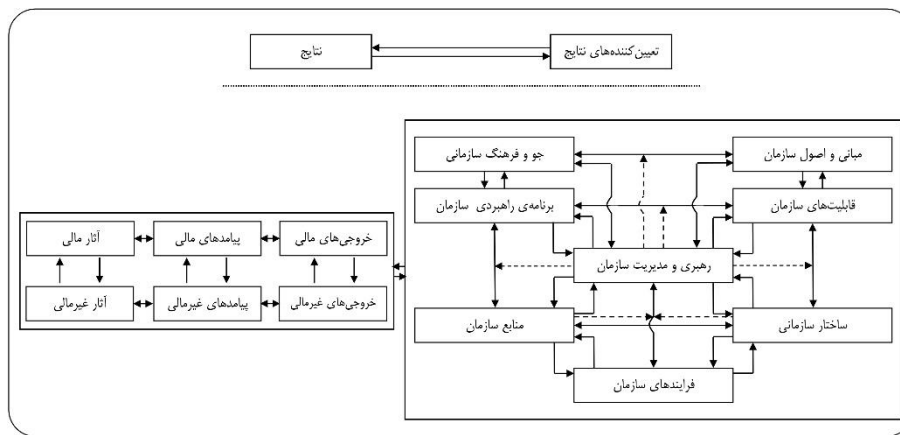 تعیین‌کننده‌های نتایج
نتایج
مبانی و اصول سازمان
جو و فرهنگ سازمانی
قابلیت‌های سازمان
برنامه‌ی راهبردی سازمان
رهبری و مدیریت سازمان
ساختار سازمانی
منابع سازمان
فرایندهای سازمان
خروجی‌های مالی
پیامدهای مالی
آثار مالی
خروجی‌های غیرمالی
پیامدهای غیرمالی
آثار غیرمالی